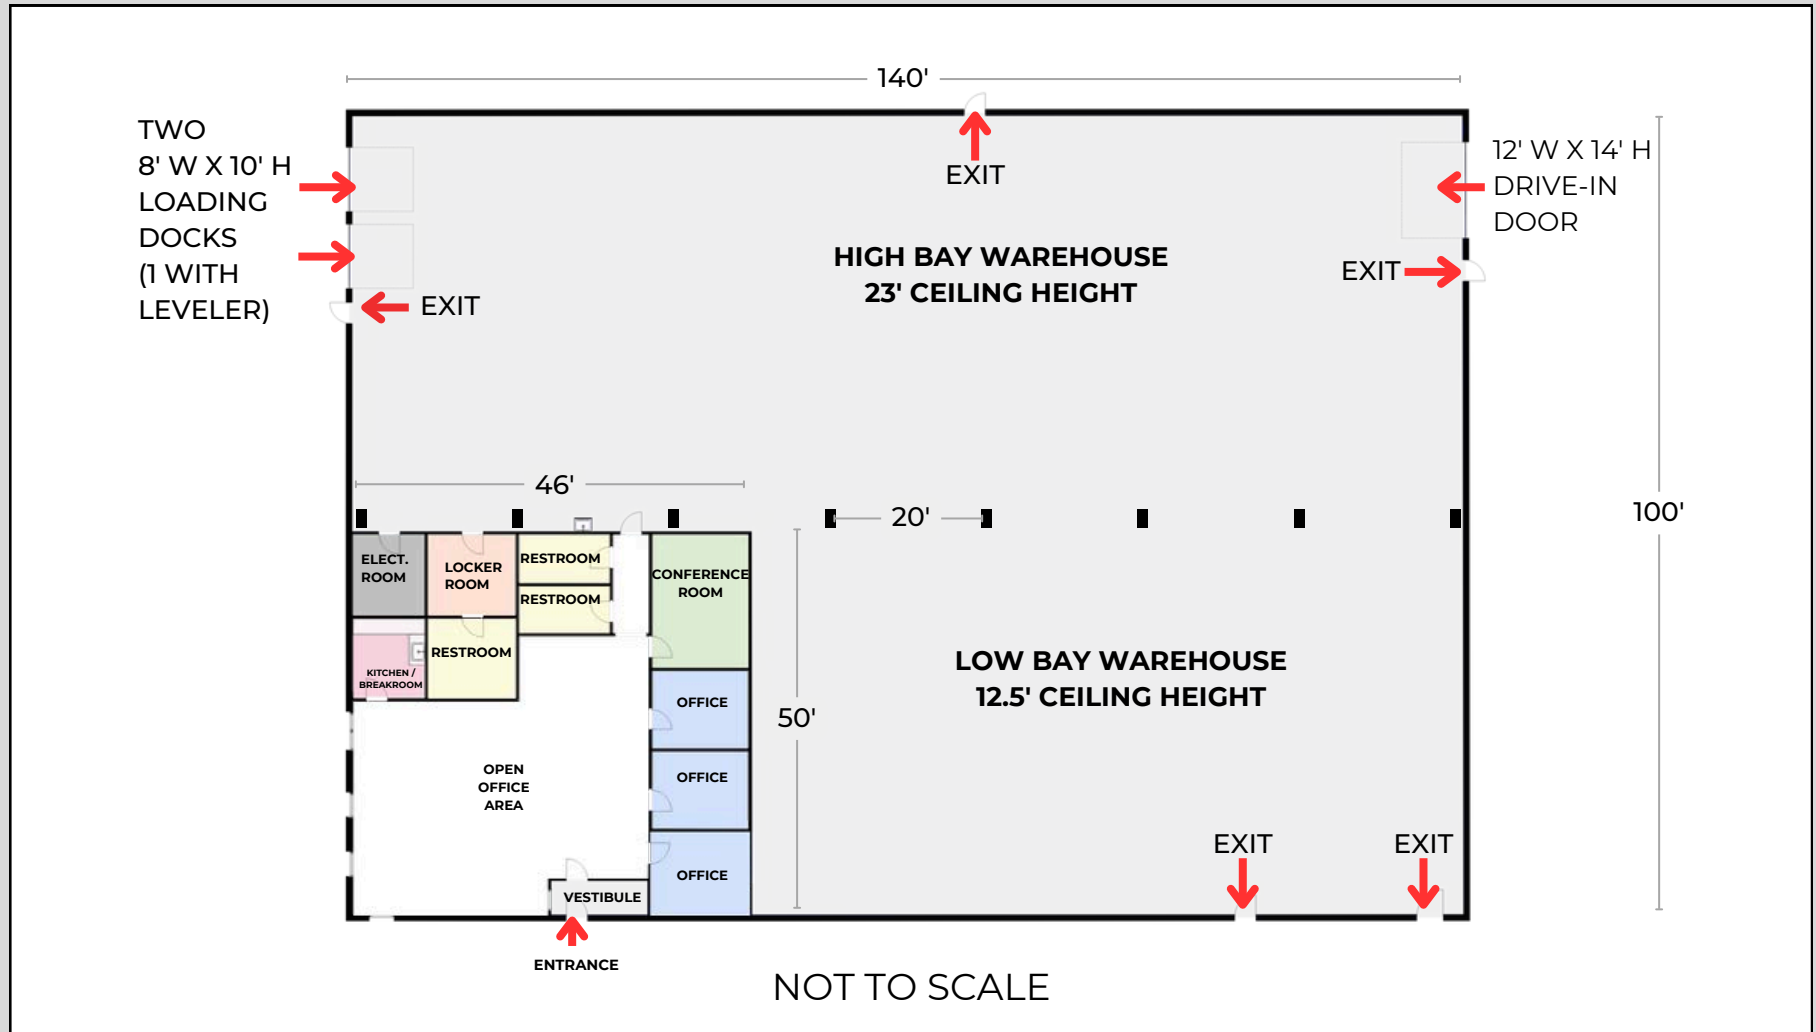 140'
TWO
8' W X 10' H
LOADING
DOCKS
(1 WITH
LEVELER)
EXIT
12' W X 14' H
DRIVE-IN
DOOR
HIGH BAY WAREHOUSE
23' CEILING HEIGHT
EXIT
EXIT
46'
20'
100'
ELECT.
ROOM
LOCKER
ROOM
RESTROOM
RESTROOM
CONFERENCE
ROOM
KITCHEN /
BREAKROOM
RESTROOM
OFFICE
50'
LOW BAY WAREHOUSE
12.5' CEILING HEIGHT
OPEN
OFFICE
AREA
OFFICE
OFFICE
VESTIBULE
EXIT
EXIT
ENTRANCE
NOT TO SCALE